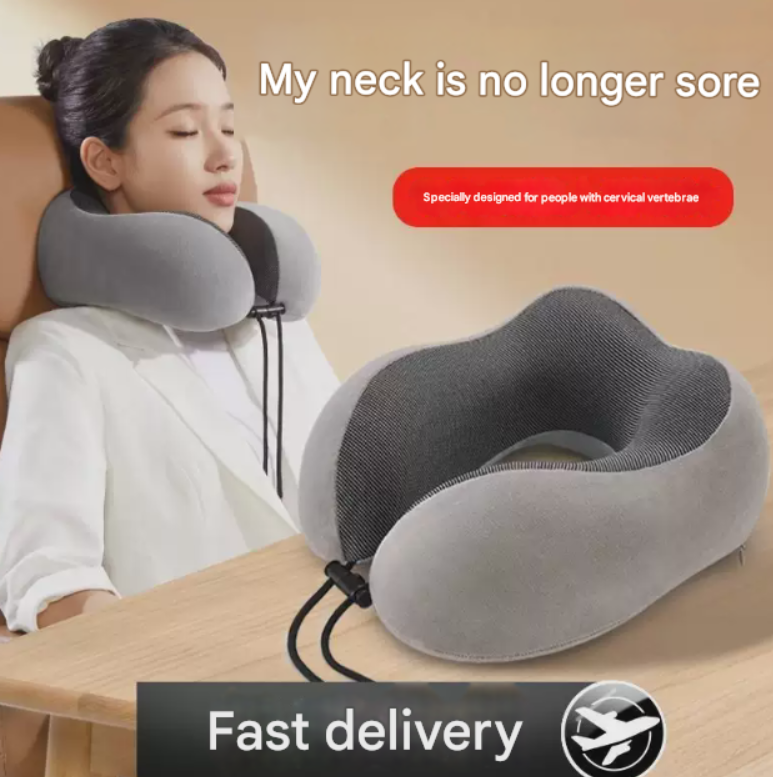 My neck is no longer sore
Specially designed for people with cervical vertebrae
Fast delivery